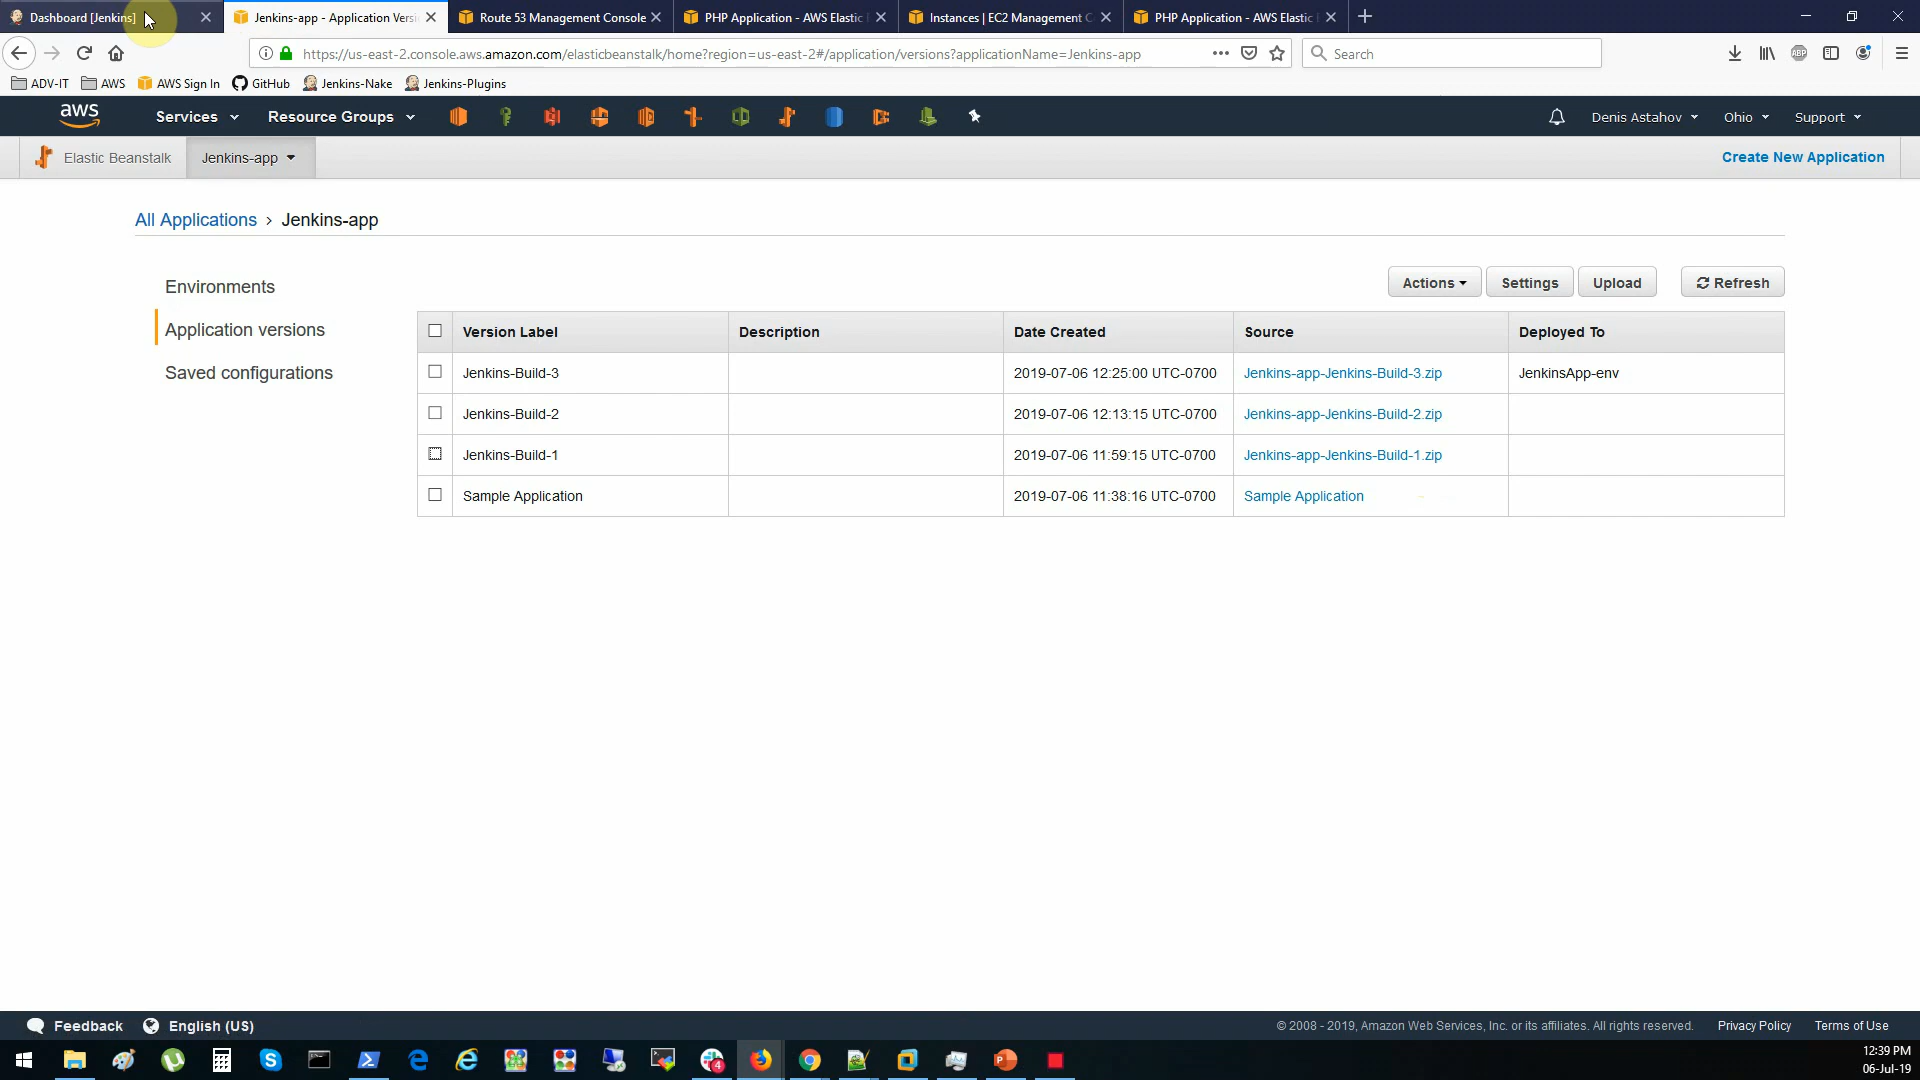 Dashboard [Jenkins]
Jenkins-app - Application Versi
Route 53 Management Console
PHP Application - AWS Elastic
Instances | EC2 Management C
PHP Application - AWS Elastic
https://us-east-2.console.aws.amazon.com/elasticbeanstalk/home?region=us-east-2#/application/versions?applicationName=Jenkins-app
Search
ABP
ADV-IT
AWS
AWS Sign In
GitHub
Jenkins-Nake
Jenkins-Plugins
aws
Services
Resource Groups
Denis Astahov
Ohio
Support
Elastic Beanstalk
Jenkins-app
Create New Application
All Applications › Jenkins-app
Environments
Application versions
Saved configurations
Actions
Settings
Upload
Refresh
Version Label Description Date Created Source Deployed To
Jenkins-Build-3 2019-07-06 12:25:00 UTC-0700 Jenkins-app-Jenkins-Build-3.zip JenkinsApp-env
Jenkins-Build-2 2019-07-06 12:13:15 UTC-0700 Jenkins-app-Jenkins-Build-2.zip
Jenkins-Build-1 2019-07-06 11:59:15 UTC-0700 Jenkins-app-Jenkins-Build-1.zip
Sample Application 2019-07-06 11:38:16 UTC-0700 Sample Application
Feedback
English (US)
© 2008 - 2019, Amazon Web Services, Inc. or its affiliates. All rights reserved.
Privacy Policy
Terms of Use
4
12:39 PM
06-Jul-19